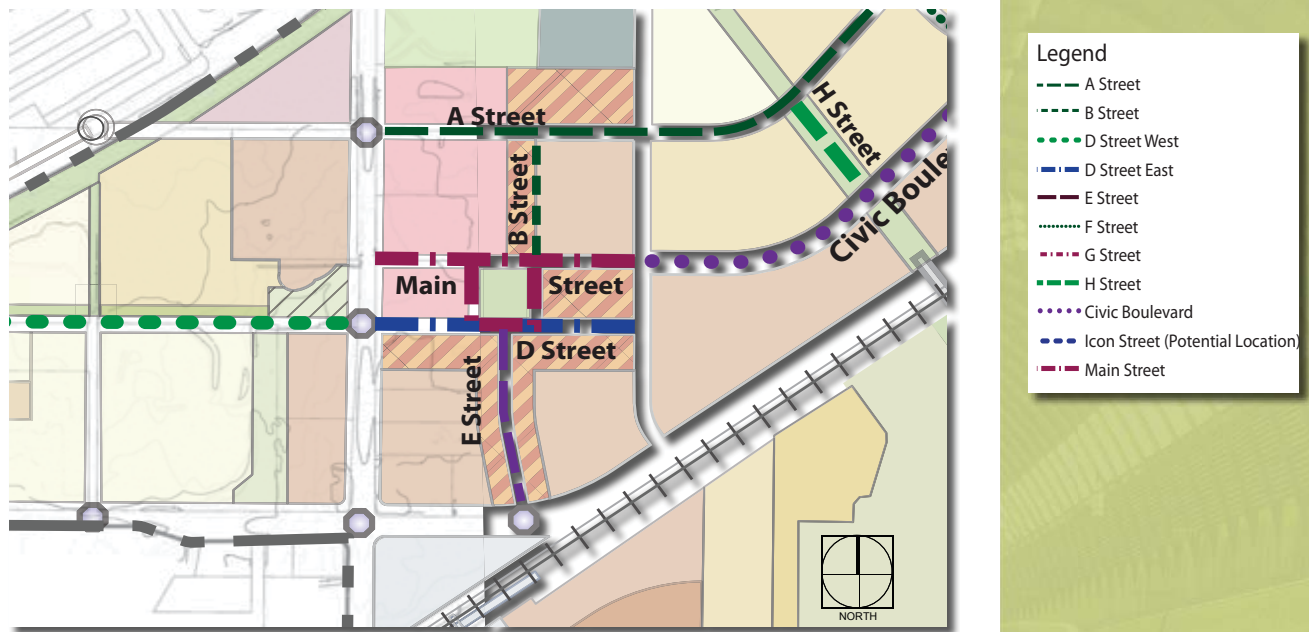 A Street
H Street
B Street
Civic Boule
Main Street
D Street
E Street
NORTH
Legend
A Street
B Street
D Street West
D Street East
E Street
F Street
G Street
H Street
Civic Boulevard
Icon Street (Potential Location)
Main Street